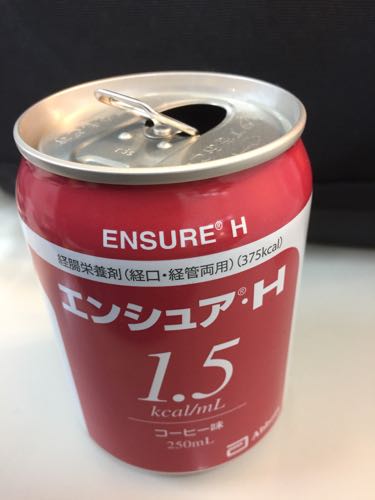 ENSURE® H
経腸栄養剤（経口・経管両用）（375kcal）
エンシュア®・H
1.5
kcal/mL
コーヒー味
250mL